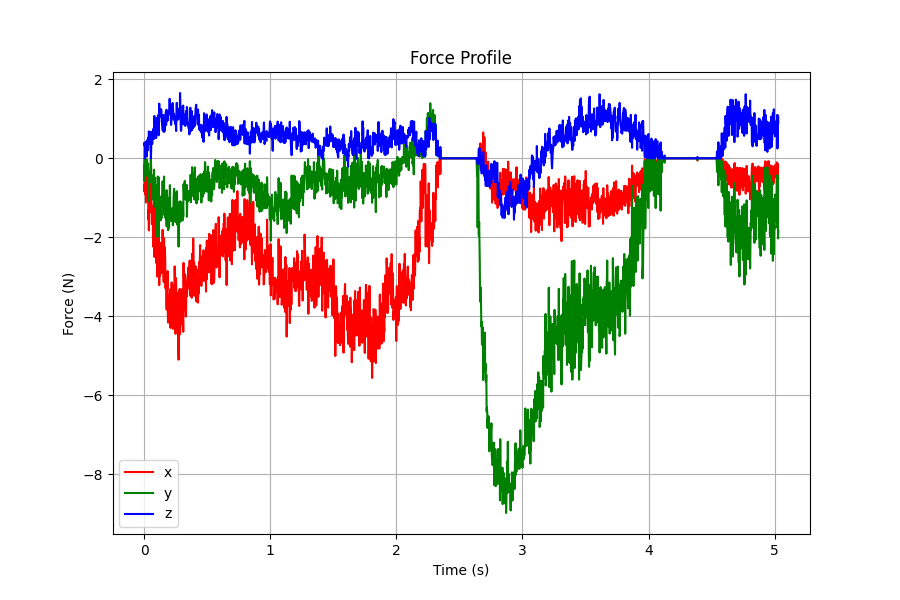 Force Profile
2
0
−2
−4
−6
−8
Force (N)
x
y
z
0 1 2 3 4 5
Time (s)